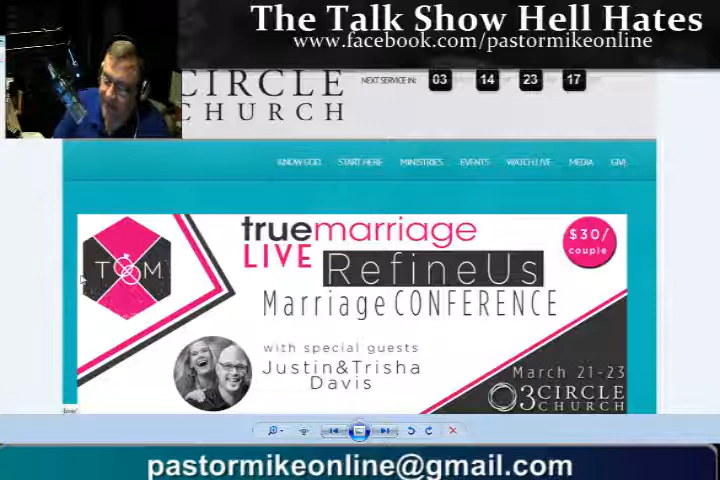 The Talk Show Hell Hates
www.facebook.com/pastormikeonline
CIRCLE
CHURCH
NEXT SERVICE IN: 03 14 23 17
KNOW GOD START HERE MINISTRIES EVENTS WATCH LIVE MEDIA GIVE
truemarriage
LIVE RefineUs
Marriage CONFERENCE
$30/
couple
T M
with special guests
Justin&Trisha
Davis
March 21-23
3CIRCLE
CHURCH
pastormikeonline@gmail.com